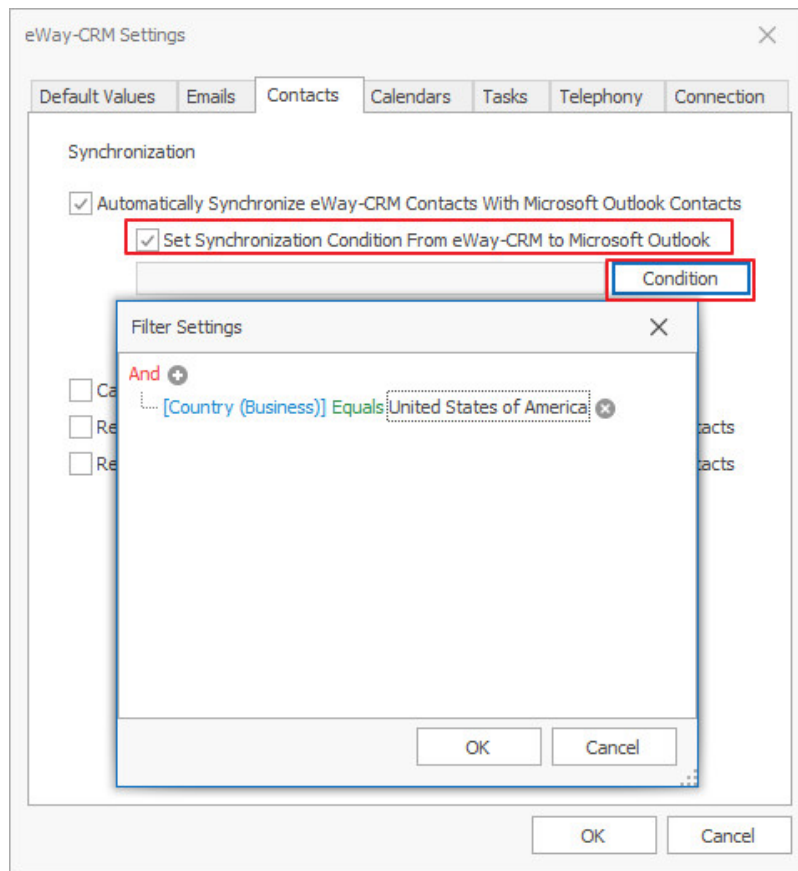 eWay-CRM Settings
Default Values Emails Contacts Calendars Tasks Telephony Connection
Synchronization
Automatically Synchronize eWay-CRM Contacts With Microsoft Outlook Contacts
Set Synchronization Condition From eWay-CRM to Microsoft Outlook
Condition
Filter Settings
And
[Country (Business)] Equals United States of America
Ca
Re
acts
Re
acts
OK Cancel
OK Cancel